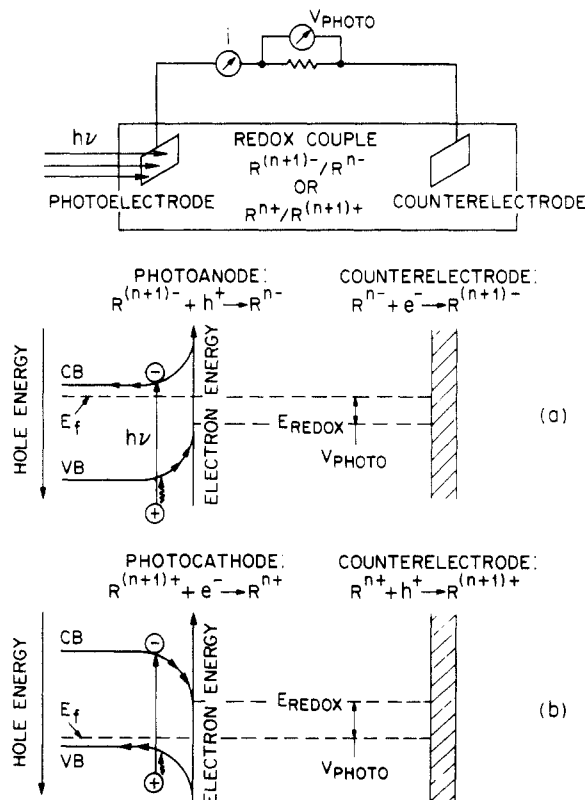 V_PHOTO
i
hν
REDOX COUPLE
R^(n+1)-/R^n-
OR
R^n+/R^(n+1)+
PHOTOELECTRODE
COUNTERELECTRODE
PHOTOANODE:
R^(n+1)- + h^+ → R^n-
COUNTERELECTRODE:
R^n- + e^- → R^(n+1)-
HOLE ENERGY
CB
E_f
hν
VB
ELECTRON ENERGY
E_REDOX
V_PHOTO
(a)
PHOTOCATHODE:
R^(n+1)+ + e^- → R^n+
COUNTERELECTRODE:
R^n+ + h^+ → R^(n+1)+
HOLE ENERGY
CB
E_f
VB
ELECTRON ENERGY
E_REDOX
V_PHOTO
(b)